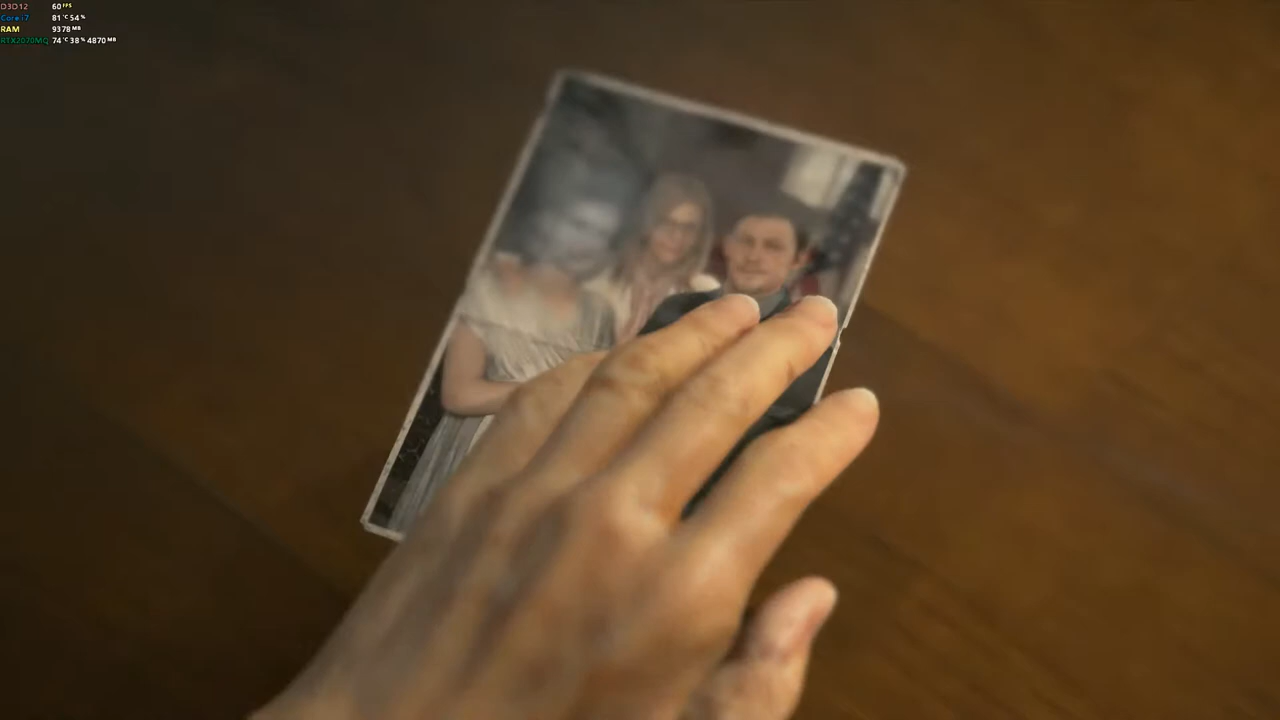 D3D12 60 FPS
Core i7 81 °C 54 %
RAM 9378 MB
RTX2070MQ 74 °C 38 % 4870 MB